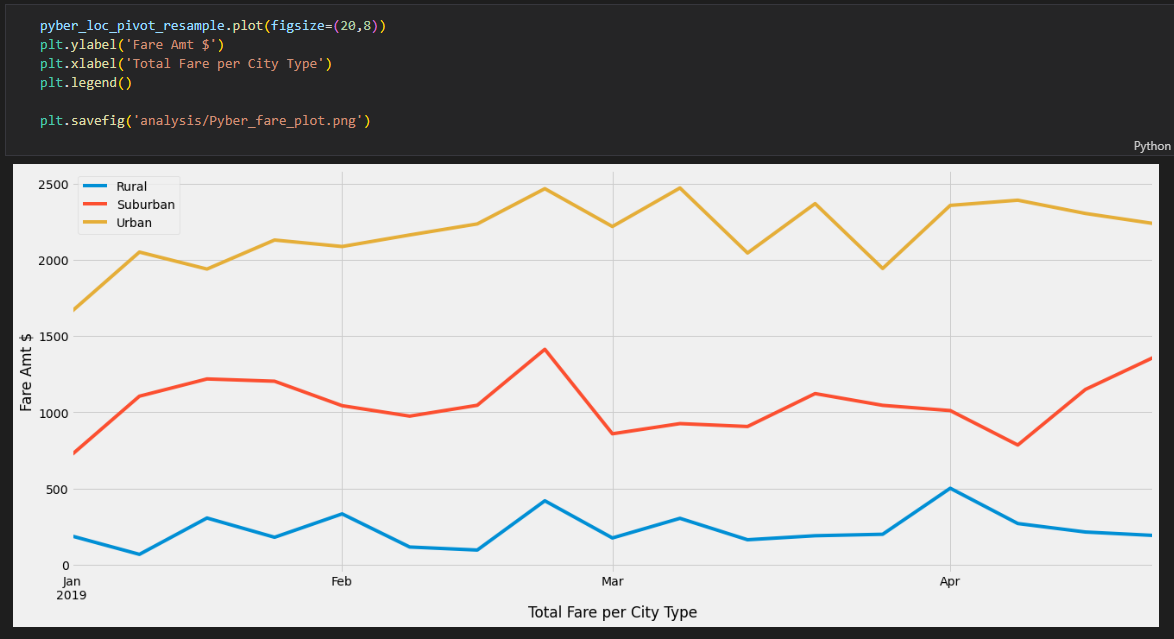 pyber_loc_pivot_resample.plot(figsize=(20,8))
plt.ylabel('Fare Amt $')
plt.xlabel('Total Fare per City Type')
plt.legend()
plt.savefig('analysis/Pyber_fare_plot.png')
Python
Rural
Suburban
Urban
2500
2000
1500
1000
500
0
Fare Amt $
Jan
2019
Feb
Mar
Apr
Total Fare per City Type